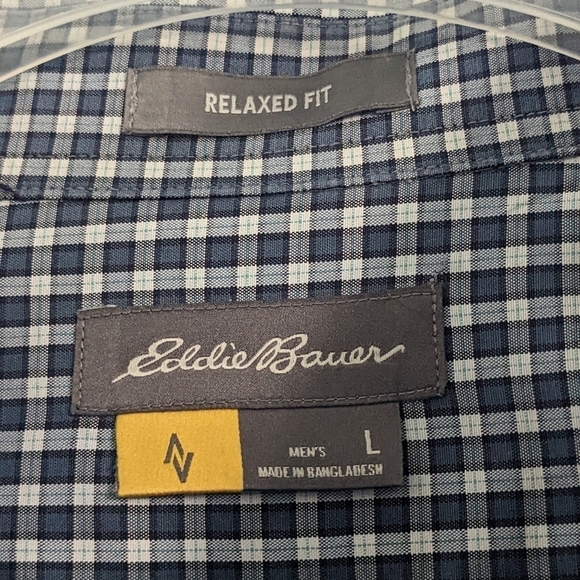 RELAXED FIT
Eddie Bauer
MEN'S L
MADE IN BANGLADESH